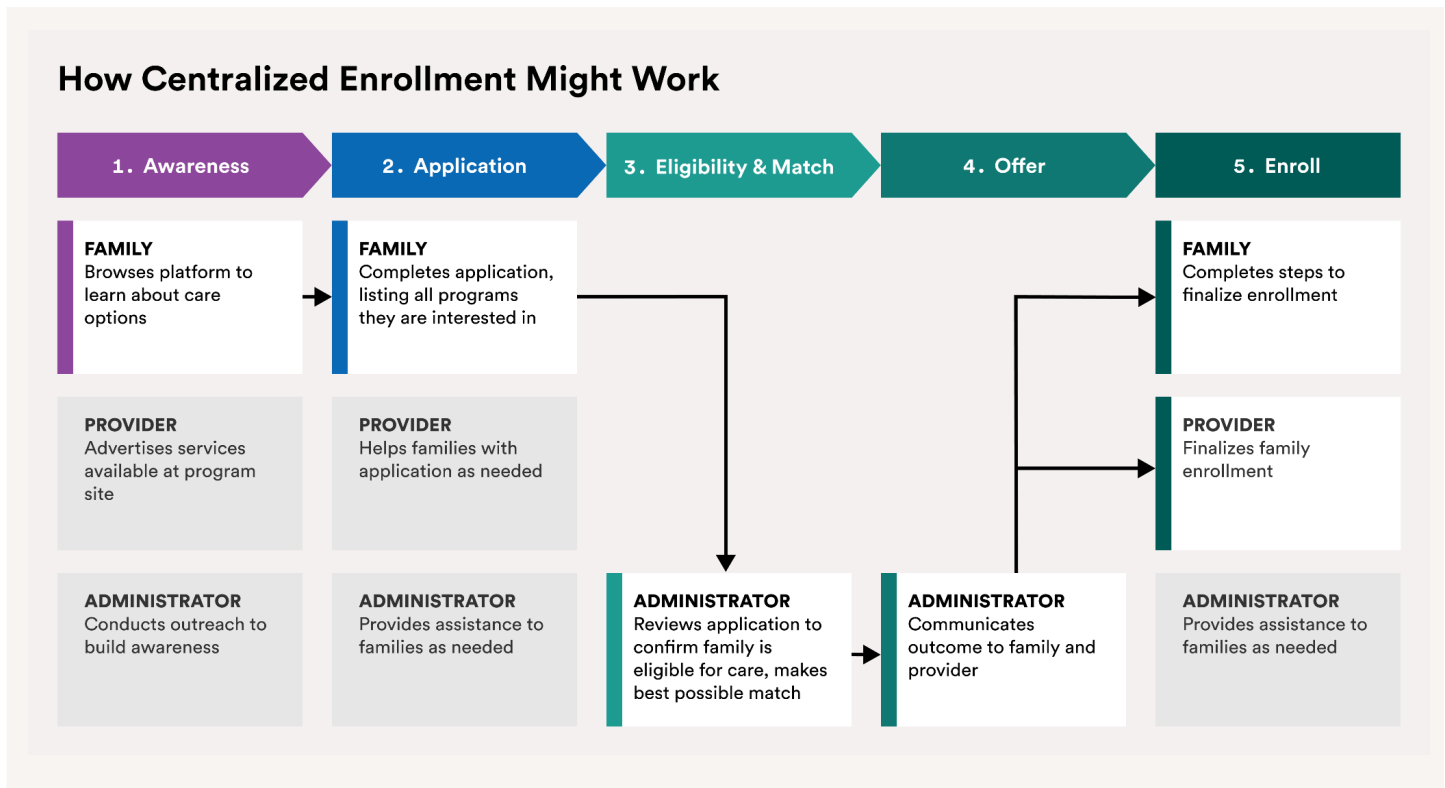 How Centralized Enrollment Might Work
1. Awareness
2. Application
3. Eligibility & Match
4. Offer
5. Enroll
FAMILY
Browses platform to
learn about care
options
FAMILY
Completes application,
listing all programs
they are interested in
FAMILY
Completes steps to
finalize enrollment
PROVIDER
Advertises services
available at program
site
PROVIDER
Helps families with
application as needed
PROVIDER
Finalizes family
enrollment
ADMINISTRATOR
Conducts outreach to
build awareness
ADMINISTRATOR
Provides assistance to
families as needed
ADMINISTRATOR
Reviews application to
confirm family is
eligible for care, makes
best possible match
ADMINISTRATOR
Communicates
outcome to family and
provider
ADMINISTRATOR
Provides assistance to
families as needed